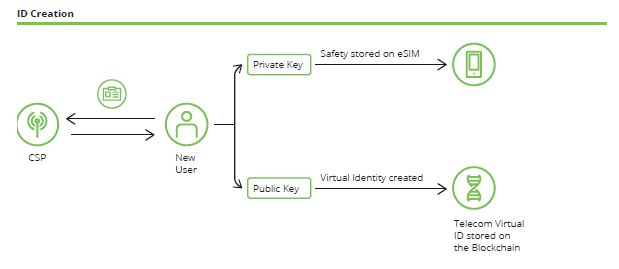 ID Creation
Safety stored on eSIM
Private Key
CSP
New
User
Virtual Identity created
Public Key
Telecom Virtual
ID stored on
the Blockchain